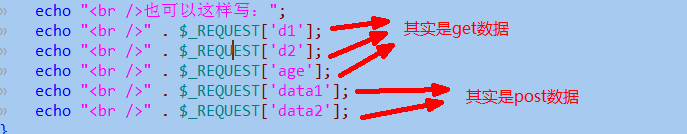 echo "<br />也可以这样写: ";
echo "<br />" . $_REQUEST['d1'];
其实是get数据
echo "<br />" . $_REQUEST['d2'];
echo "<br />" . $_REQUEST['age'];
echo "<br />" . $_REQUEST['data1'];
其实是post数据
echo "<br />" . $_REQUEST['data2'];
}